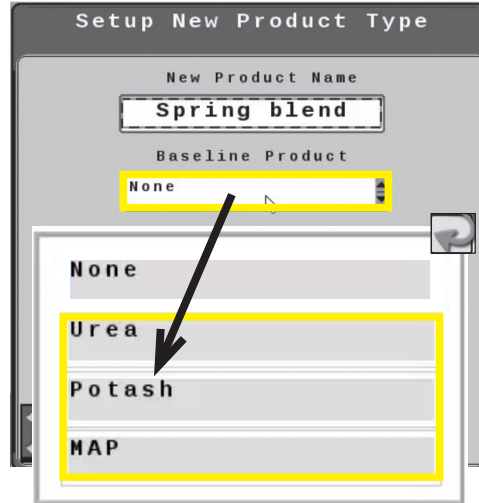 Setup New Product Type
New Product Name
Spring blend
Baseline Product
None
None
Urea
Potash
MAP